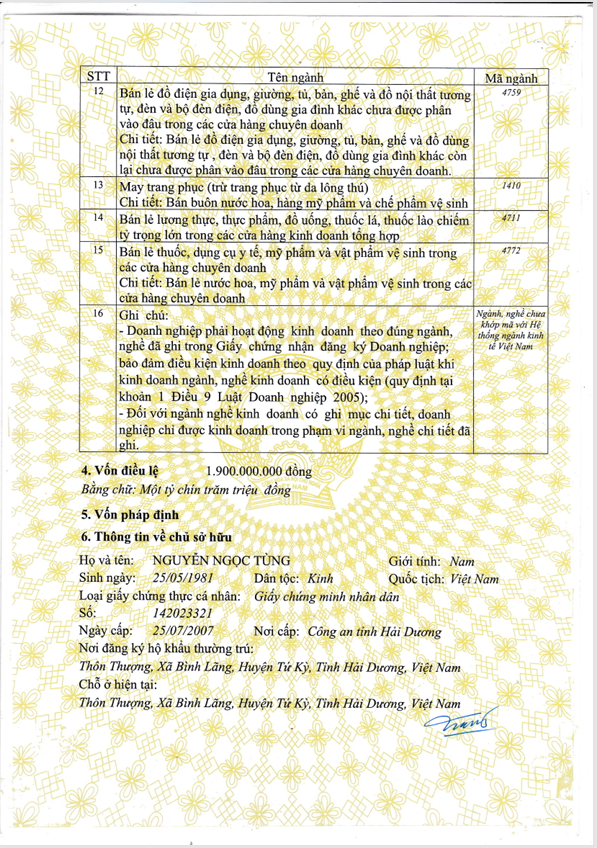 STT Tên ngành Mã ngành
12 Bán lẻ đồ điện gia dụng, giường, tủ, bàn, ghế và đồ nội thất tương 4759
tự, đèn và bộ đèn điện, đồ dùng gia đình khác chưa được phân
vào đâu trong các cửa hàng chuyên doanh
Chi tiết: Bán lẻ đồ điện gia dụng, giường, tủ, bàn, ghế và đồ dùng
nội thất tương tự , đèn và bộ đèn điện, đồ dùng gia đình khác còn
lại chưa được phân vào đâu trong các cửa hàng chuyên doanh.
13 May trang phục (trừ trang phục từ da lông thú) 1410
Chi tiết: Bán buôn nước hoa, hàng mỹ phẩm và chế phẩm vệ sinh
14 Bán lẻ lương thực, thực phẩm, đồ uống, thuốc lá, thuốc lào chiếm 4711
tỷ trọng lớn trong các cửa hàng kinh doanh tổng hợp
15 Bán lẻ thuốc, dụng cụ y tế, mỹ phẩm và vật phẩm vệ sinh trong 4772
các cửa hàng chuyên doanh
Chi tiết: Bán lẻ nước hoa, mỹ phẩm và vật phẩm vệ sinh trong các
cửa hàng chuyên doanh
16 Ghi chú: Ngành, nghề chưa
- Doanh nghiệp phải hoạt động kinh doanh theo đúng ngành, khớp mã với Hệ
nghề đã ghi trong Giấy chứng nhận đăng ký Doanh nghiệp; thống ngành kinh
bảo đảm điều kiện kinh doanh theo quy định của pháp luật khi tế Việt Nam
kinh doanh ngành, nghề kinh doanh có điều kiện (quy định tại
khoản 1 Điều 9 Luật Doanh nghiệp 2005);
- Đối với ngành nghề kinh doanh có ghi mục chi tiết, doanh
nghiệp chỉ được kinh doanh trong phạm vi ngành, nghề chi tiết đã
ghi.
4. Vốn điều lệ 1.900.000.000 đồng
Bằng chữ: Một tỷ chín trăm triệu đồng
5. Vốn pháp định
6. Thông tin về chủ sở hữu
Họ và tên: NGUYỄN NGỌC TÙNG Giới tính: Nam
Sinh ngày: 25/05/1981 Dân tộc: Kinh Quốc tịch: Việt Nam
Loại giấy chứng thực cá nhân: Giấy chứng minh nhân dân
Số: 142023321
Ngày cấp: 25/07/2007 Nơi cấp: Công an tỉnh Hải Dương
Nơi đăng ký hộ khẩu thường trú:
Thôn Thượng, Xã Bình Lãng, Huyện Tứ Kỳ, Tỉnh Hải Dương, Việt Nam
Chỗ ở hiện tại:
Thôn Thượng, Xã Bình Lãng, Huyện Tứ Kỳ, Tỉnh Hải Dương, Việt Nam